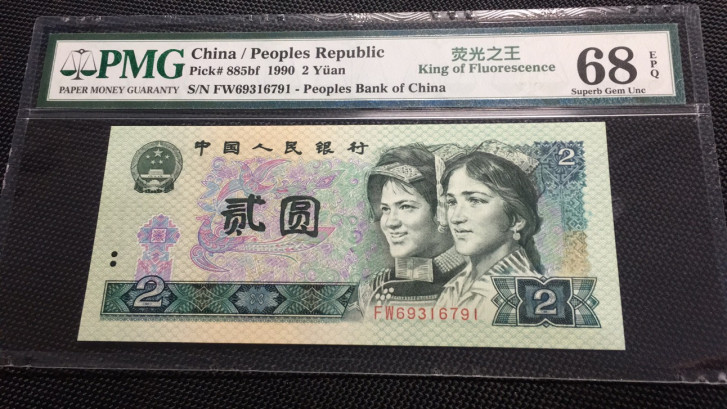 PMG
PAPER MONEY GUARANTY
China / Peoples Republic
Pick# 885bf 1990 2 Yüan
S/N FW69316791 - Peoples Bank of China
荧光之王
King of Fluorescence
68
EPQ
Superb Gem Unc
中国人民银行
2
贰圆
2
FW69316791
2